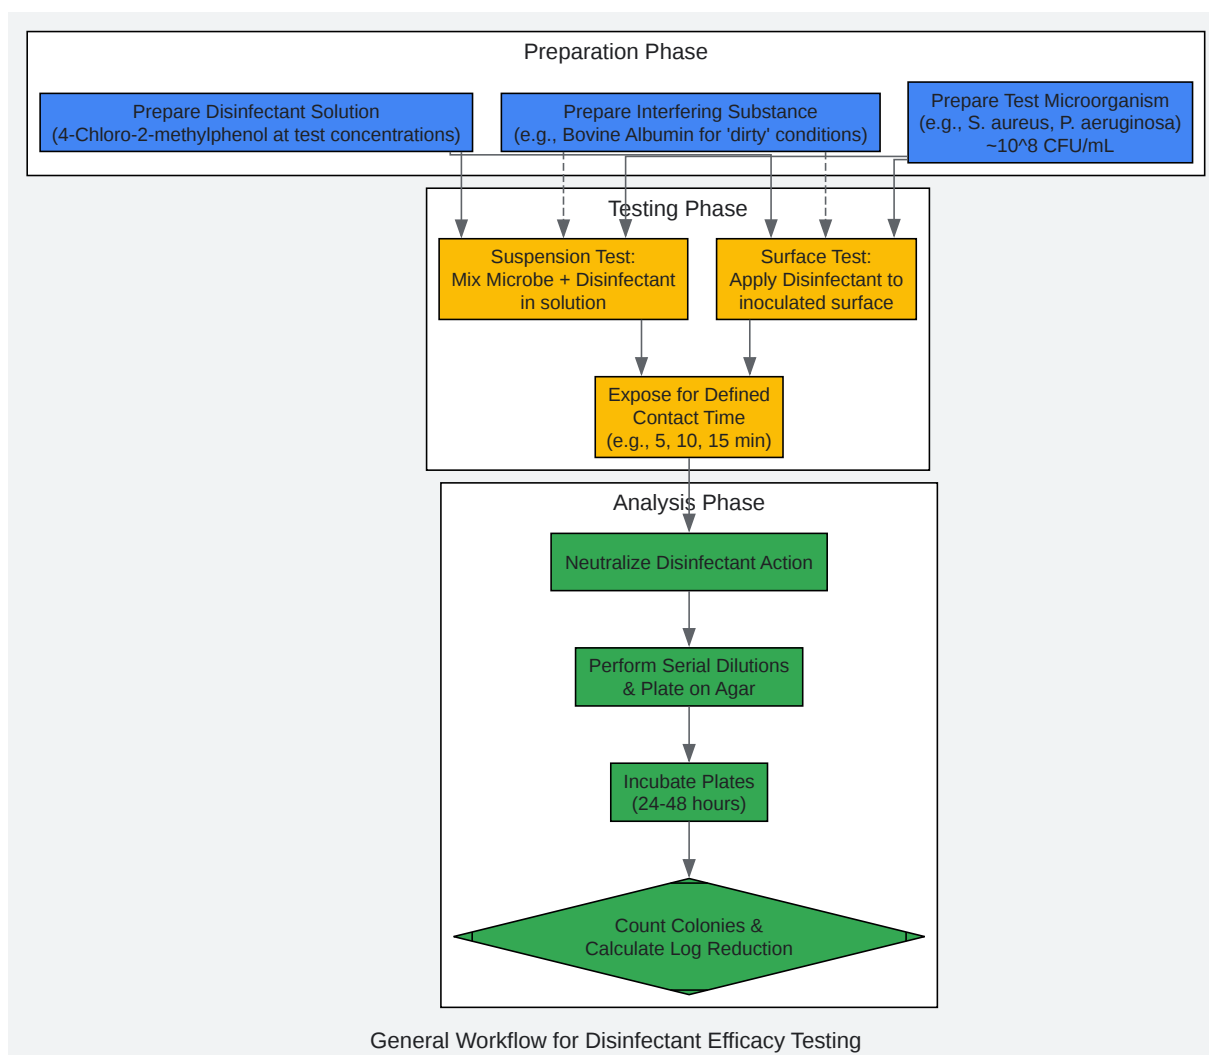 Preparation Phase
Prepare Disinfectant Solution
(4-Chloro-2-methylphenol at test concentrations)
Prepare Interfering Substance
(e.g., Bovine Albumin for 'dirty' conditions)
Prepare Test Microorganism
(e.g., S. aureus, P. aeruginosa)
~10^8 CFU/mL
Testing Phase
Suspension Test:
Mix Microbe + Disinfectant
in solution
Surface Test:
Apply Disinfectant to
inoculated surface
Expose for Defined
Contact Time
(e.g., 5, 10, 15 min)
Analysis Phase
Neutralize Disinfectant Action
Perform Serial Dilutions
& Plate on Agar
Incubate Plates
(24-48 hours)
Count Colonies &
Calculate Log Reduction
General Workflow for Disinfectant Efficacy Testing